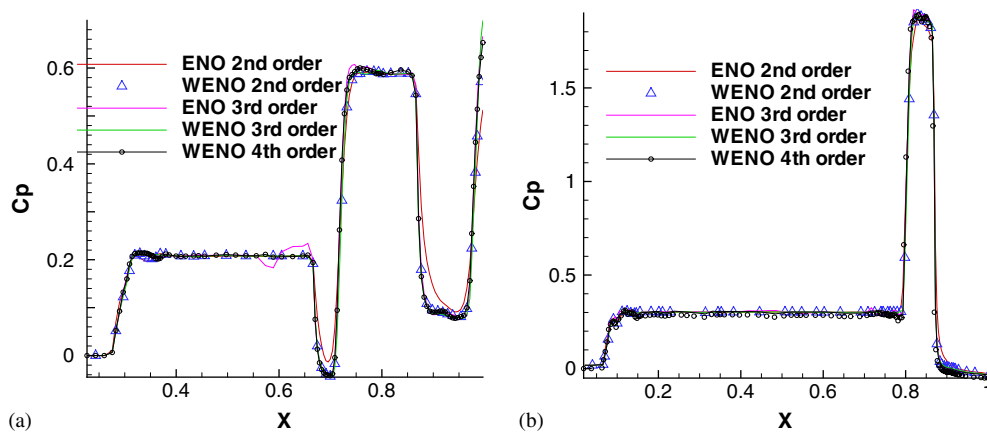 0.6
0.4
0.2
0
Cp
ENO 2nd order
WENO 2nd order
ENO 3rd order
WENO 3rd order
WENO 4th order
0.4 0.6 0.8
(a)
X
1.5
1
0.5
0
Cp
ENO 2nd order
WENO 2nd order
ENO 3rd order
WENO 3rd order
WENO 4th order
0.2 0.4 0.6 0.8 1
(b)
X